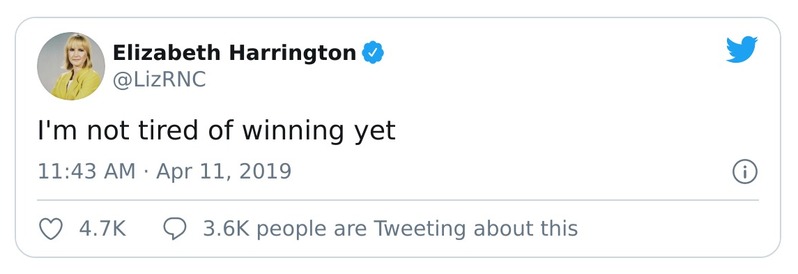 Elizabeth Harrington
@LizRNC
I'm not tired of winning yet
11:43 AM · Apr 11, 2019
4.7K 3.6K people are Tweeting about this